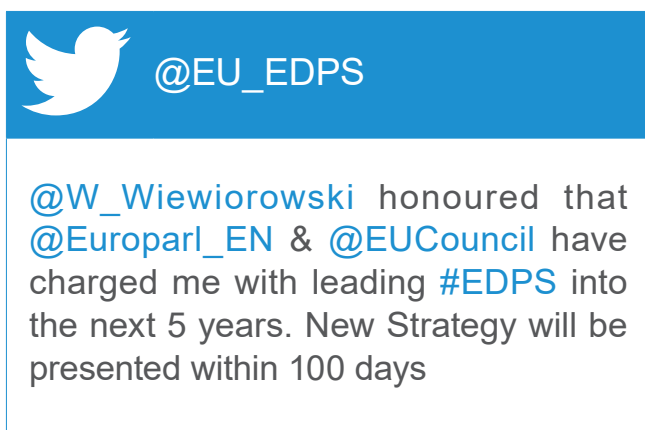 @EU_EDPS
@W_Wiewiorowski honoured that
@Europarl_EN & @EUCouncil have
charged me with leading #EDPS into
the next 5 years. New Strategy will be
presented within 100 days